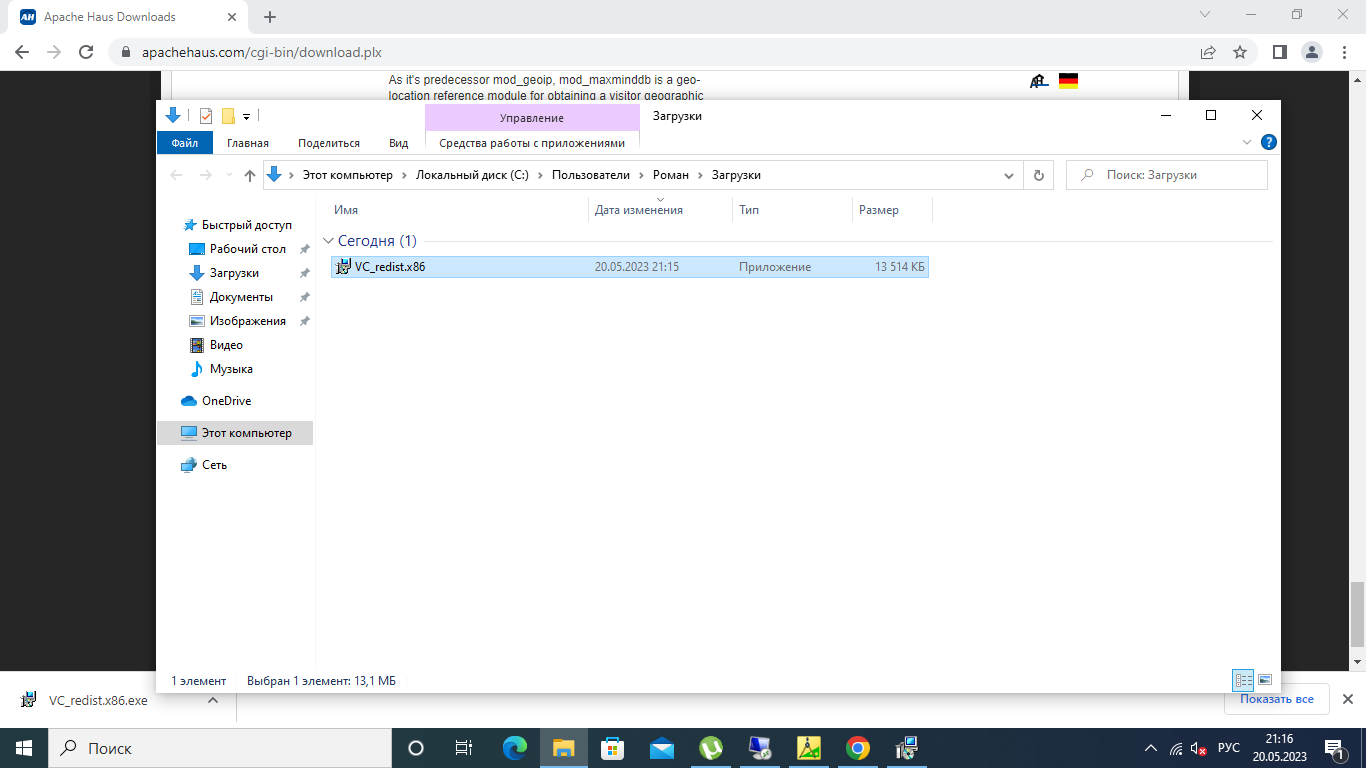 AH Apache Haus Downloads
apachehaus.com/cgi-bin/download.plx
As it's predecessor mod_geoip, mod_maxminddb is a geo-
location reference module for obtaining a visitor geographic
Управление
Загрузки
Файл
Главная
Поделиться
Вид
Средства работы с приложениями
Этот компьютер
Локальный диск (C:)
Пользователи
Роман
Загрузки
Поиск: Загрузки
Имя
Дата изменения
Тип
Размер
Быстрый доступ
Рабочий стол
Загрузки
Документы
Изображения
Видео
Музыка
OneDrive
Этот компьютер
Сеть
Сегодня (1)
VC_redist.x86
20.05.2023 21:15
Приложение
13 514 КБ
1 элемент
Выбран 1 элемент: 13,1 МБ
VC_redist.x86.exe
Показать все
Поиск
РУС
21:16
20.05.2023
1